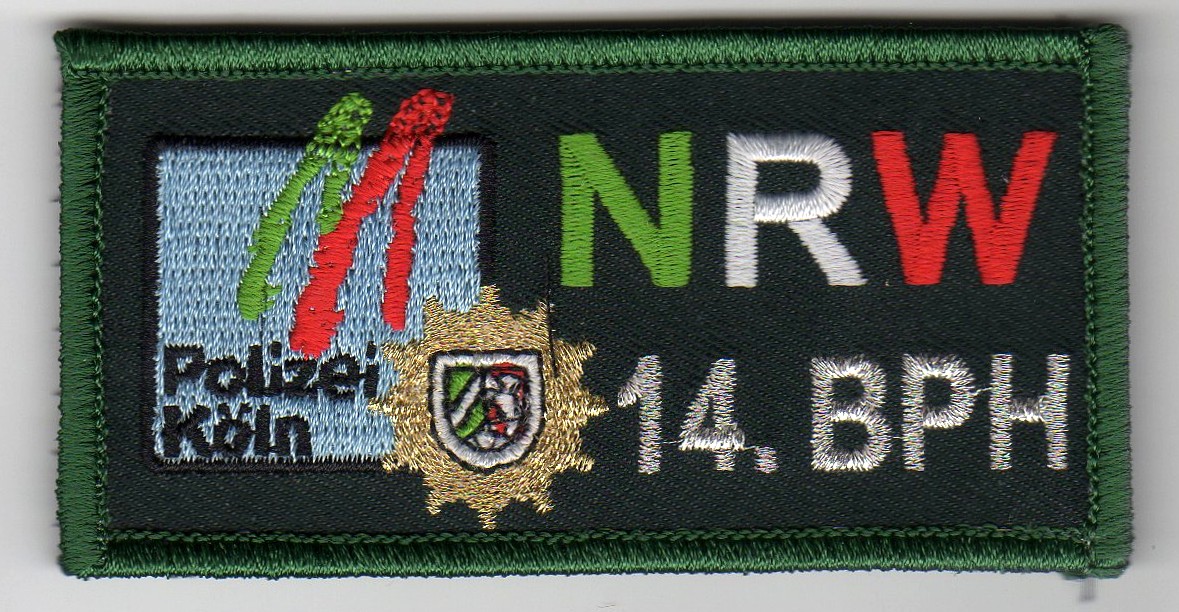 Polizei
Köln
NRW
14. BPH